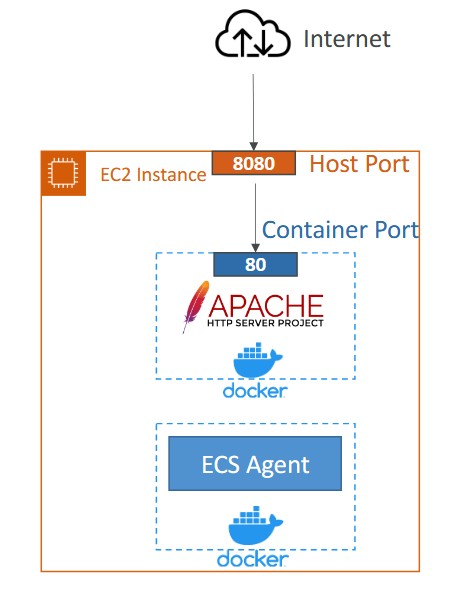 Internet
8080
Host Port
EC2 Instance
Container Port
80
APACHE
HTTP SERVER PROJECT
docker
ECS Agent
docker